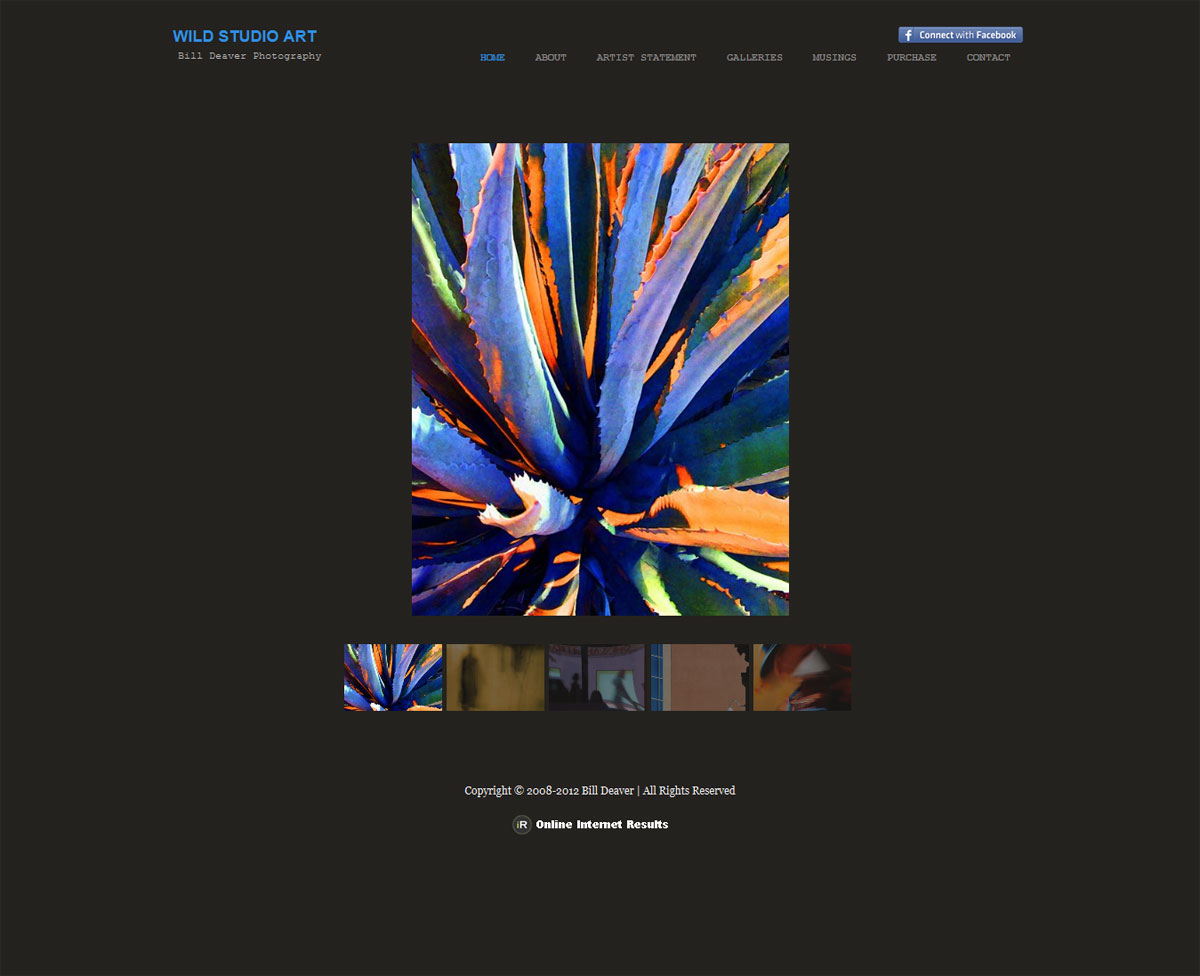 WILD STUDIO ART
Bill Deaver Photography
f Connect with Facebook
HOME ABOUT ARTIST STATEMENT GALLERIES MUSINGS PURCHASE CONTACT
Copyright © 2008-2012 Bill Deaver | All Rights Reserved
iR Online Internet Results